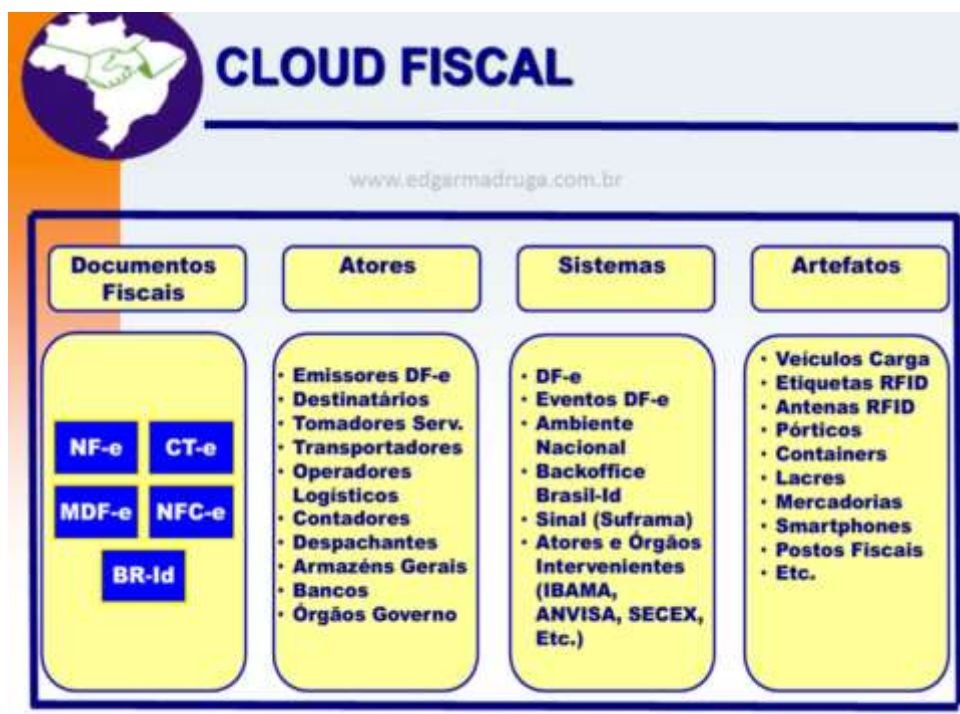 CLOUD FISCAL
www.edgarmadruga.com.br
Documentos
Fiscais
NF-e
CT-e
MDF-e
NFC-e
BR-Id
Atores
• Emissores DF-e
• Destinatários
• Tomadores Serv.
• Transportadores
• Operadores
Logísticos
• Contadores
• Despachantes
• Armazéns Gerais
• Bancos
• Órgãos Governo
Sistemas
• DF-e
• Eventos DF-e
• Ambiente
Nacional
• Backoffice
Brasil-Id
• Sinal (Suframa)
• Atores e Órgãos
Intervenientes
(IBAMA,
ANVISA, SECEX,
Etc.)
Artefatos
• Veículos Carga
• Etiquetas RFID
• Antenas RFID
• Pórticos
• Containers
• Lacres
• Mercadorias
• Smartphones
• Postos Fiscais
• Etc.